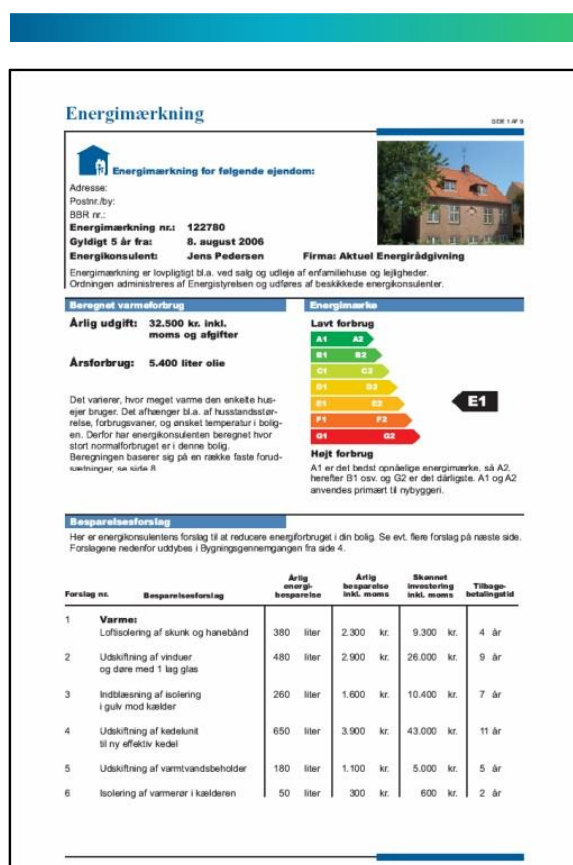 Energimærkning
SIDE 1 AF 9
Energimærkning for følgende ejendom:
Adresse:
Postnr./by:
BBR nr.:
Energimærkning nr.: 122780
Gyldigt 5 år fra: 8. august 2006
Energikonsulent: Jens Pedersen Firma: Aktuel Energirådgivning
Energimærkning er lovpligtigt bl.a. ved salg og udleje af enfamiliehuse og lejligheder.
Ordningen administreres af Energistyrelsen og udføres af beskikkede energikonsulenter.
Beregnet varmeforbrug
Årlig udgift: 32.500 kr. inkl.
moms og afgifter
Årsforbrug: 5.400 liter olie
Det varierer, hvor meget varme den enkelte hus-
ejer bruger. Det afhænger bl.a. af husstandsstør-
relse, forbrugsvaner, og ønsket temperatur i bolig-
en. Derfor har energikonsulenten beregnet hvor
stort normalforbruget er i denne bolig.
Beregningen baserer sig på en række faste forud-
sætninger, se side 8
Energimærke
Lavt forbrug
A1 A2
B1 B2
C1 C2
D1 D2
E1 E2
F1 F2
G1 G2
E1
Højt forbrug
A1 er det bedst opnåelige energimærke, så A2,
herefter B1 osv. og G2 er det dårligste. A1 og A2
anvendes primært til nybyggeri.
Besparelsesforslag
Her er energikonsulentens forslag til at reducere energiforbruget i din bolig. Se evt. flere forslag på næste side.
Forslagene nedenfor uddybes i Bygningsgennemgangen fra side 4.
Forslag nr. Besparelsesforslag Årlig energi-besparelse Årlig besparelse inkl. moms Skønnet investering inkl. moms Tilbage-betalingstid
1 Varme:
Loftisolering af skunk og hanebånd 380 liter 2.300 kr. 9.300 kr. 4 år
2 Udskiftning af vinduer 480 liter 2.900 kr. 26.000 kr. 9 år
og døre med 1 lag glas
3 Indblæsning af isolering 260 liter 1.600 kr. 10.400 kr. 7 år
i gulv mod kælder
4 Udskiftning af kedelunit 650 liter 3.900 kr. 43.000 kr. 11 år
til ny effektiv kedel
5 Udskiftning af varmtvandsbeholder 180 liter 1.100 kr. 5.000 kr. 5 år
6 Isolering af varmerør i kælderen 50 liter 300 kr. 600 kr. 2 år